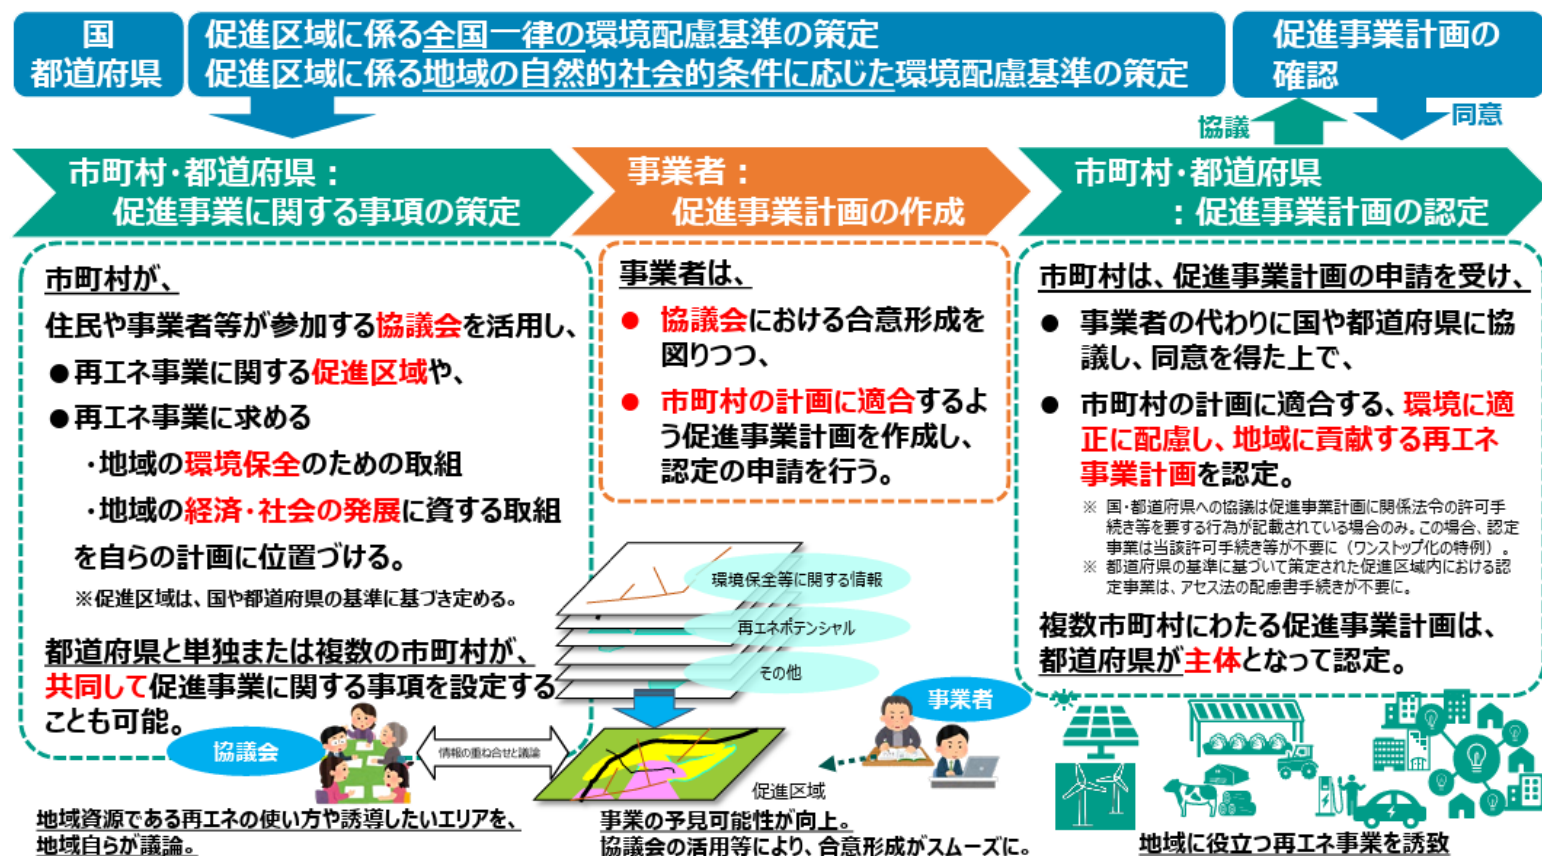 国
都道府県
促進区域に係る全国一律の環境配慮基準の策定
促進区域に係る地域の自然的社会的条件に応じた環境配慮基準の策定
促進事業計画の
確認
協議
同意
市町村・都道府県：
促進事業に関する事項の策定
事業者：
促進事業計画の作成
市町村・都道府県
：促進事業計画の認定
市町村が、
住民や事業者等が参加する協議会を活用し、
●再エネ事業に関する促進区域や、
●再エネ事業に求める
・地域の環境保全のための取組
・地域の経済・社会の発展に資する取組
を自らの計画に位置づける。
※促進区域は、国や都道府県の基準に基づき定める。
都道府県と単独または複数の市町村が、
共同して促進事業に関する事項を設定する
ことも可能。
協議会
情報の重ね合せと議論
地域資源である再エネの使い方や誘導したいエリアを、
地域自らが議論。
事業者は、
● 協議会における合意形成を
図りつつ、
● 市町村の計画に適合するよ
う促進事業計画を作成し、
認定の申請を行う。
環境保全等に関する情報
再エネポテンシャル
その他
事業者
促進区域
事業の予見可能性が向上。
協議会の活用等により、合意形成がスムーズに。
市町村は、促進事業計画の申請を受け、
● 事業者の代わりに国や都道府県に協
議し、同意を得た上で、
● 市町村の計画に適合する、環境に適
正に配慮し、地域に貢献する再エネ
事業計画を認定。
※ 国・都道府県への協議は促進事業計画に関係法令の許可手
続き等を要する行為が記載されている場合のみ。この場合、認定
事業は当該許可手続き等が不要に（ワンストップ化の特例）。
※ 都道府県の基準に基づいて策定された促進区域内における認
定事業は、アセス法の配慮書手続きが不要に。
複数市町村にわたる促進事業計画は、
都道府県が主体となって認定。
地域に役立つ再エネ事業を誘致